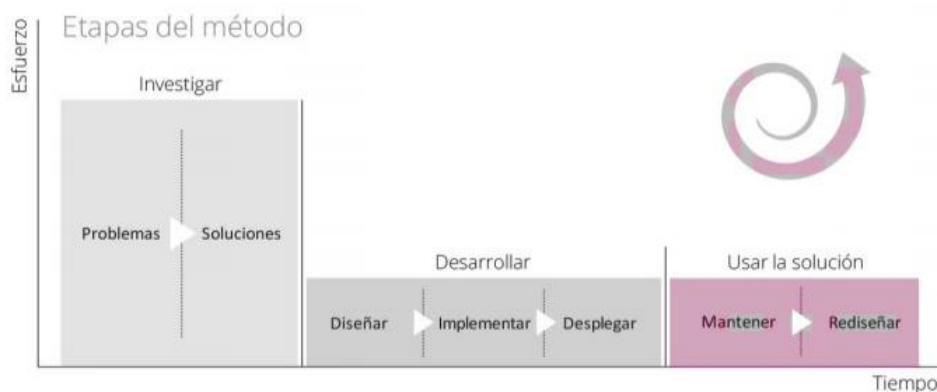 Etapas del método
Esfuerzo
Investigar
Problemas
Soluciones
Desarrollar
Diseñar
Implementar
Desplegar
Usar la solución
Mantener
Rediseñar
Tiempo